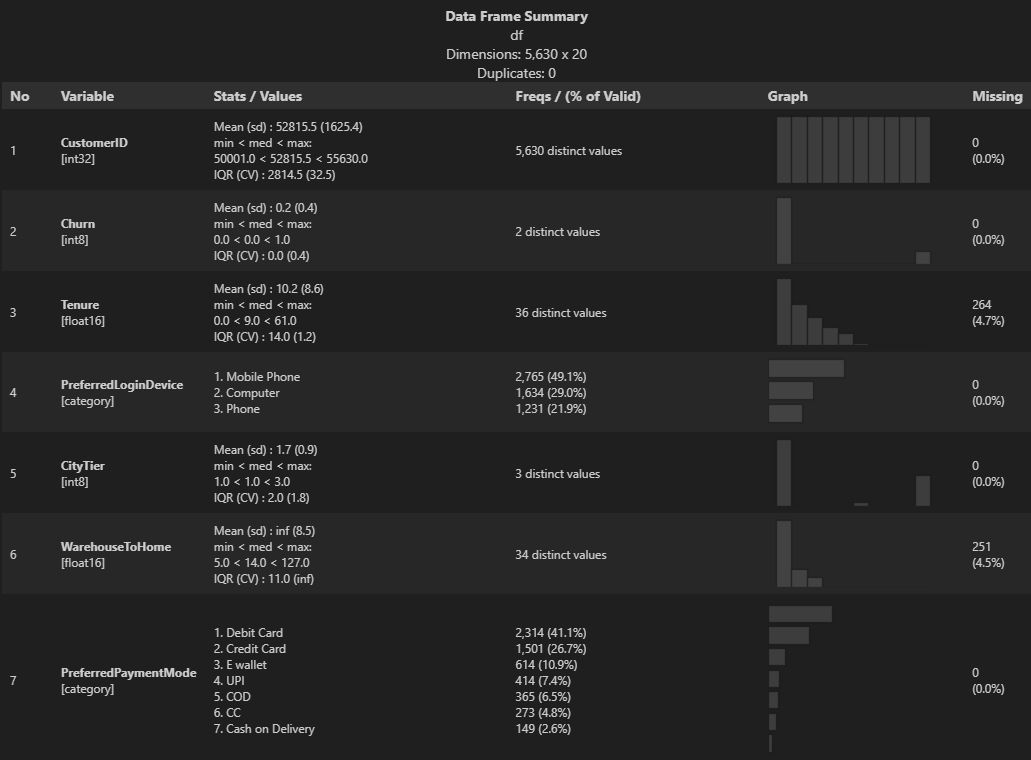 Data Frame Summary
df
Dimensions: 5,630 x 20
Duplicates: 0
No Variable Stats / Values Freqs / (% of Valid) Graph Missing
1
CustomerID
[int32]
Mean (sd) : 52815.5 (1625.4)
min < med < max:
50001.0 < 52815.5 < 55630.0
IQR (CV) : 2814.5 (32.5)
5,630 distinct values
0
(0.0%)
2
Churn
[int8]
Mean (sd) : 0.2 (0.4)
min < med < max:
0.0 < 0.0 < 1.0
IQR (CV) : 0.0 (0.4)
2 distinct values
0
(0.0%)
3
Tenure
[float16]
Mean (sd) : 10.2 (8.6)
min < med < max:
0.0 < 9.0 < 61.0
IQR (CV) : 14.0 (1.2)
36 distinct values
264
(4.7%)
4
PreferredLoginDevice
[category]
1. Mobile Phone
2. Computer
3. Phone
2,765 (49.1%)
1,634 (29.0%)
1,231 (21.9%)
0
(0.0%)
5
CityTier
[int8]
Mean (sd) : 1.7 (0.9)
min < med < max:
1.0 < 1.0 < 3.0
IQR (CV) : 2.0 (1.8)
3 distinct values
0
(0.0%)
6
WarehouseToHome
[float16]
Mean (sd) : inf (8.5)
min < med < max:
5.0 < 14.0 < 127.0
IQR (CV) : 11.0 (inf)
34 distinct values
251
(4.5%)
7
PreferredPaymentMode
[category]
1. Debit Card
2. Credit Card
3. E wallet
4. UPI
5. COD
6. CC
7. Cash on Delivery
2,314 (41.1%)
1,501 (26.7%)
614 (10.9%)
414 (7.4%)
365 (6.5%)
273 (4.8%)
149 (2.6%)
0
(0.0%)